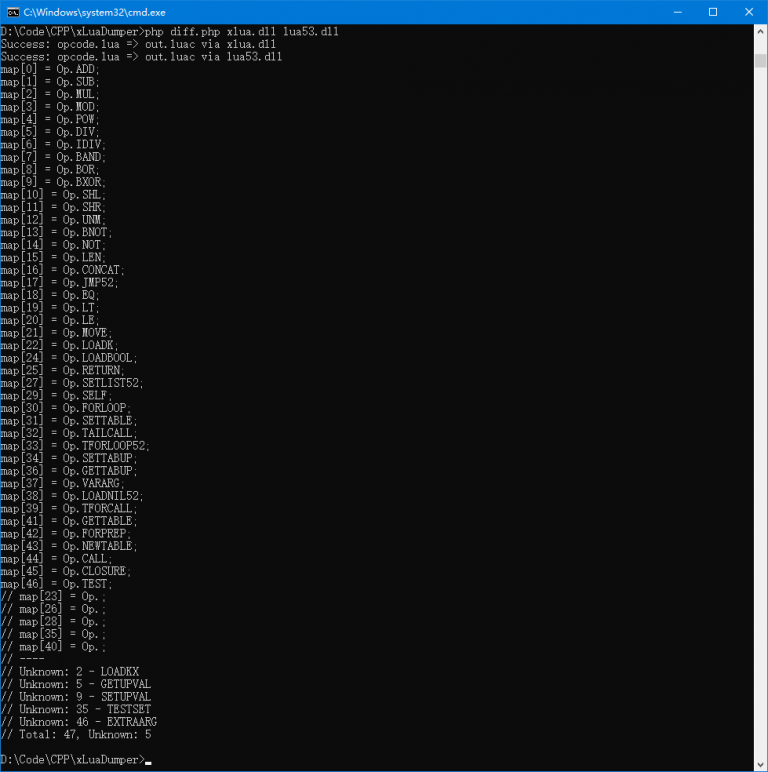 C:\Windows\system32\cmd.exe
D:\Code\CPP\xLuaDumper>php diff.php xlua.dll lua53.dll
Success: opcode.lua => out.luac via xlua.dll
Success: opcode.lua => out.luac via lua53.dll
map[0] = Op.ADD;
map[1] = Op.SUB;
map[2] = Op.MUL;
map[3] = Op.MOD;
map[4] = Op.POW;
map[5] = Op.DIV;
map[6] = Op.IDIV;
map[7] = Op.BAND;
map[8] = Op.BOR;
map[9] = Op.BXOR;
map[10] = Op.SHL;
map[11] = Op.SHR;
map[12] = Op.UNM;
map[13] = Op.BNOT;
map[14] = Op.NOT;
map[15] = Op.LEN;
map[16] = Op.CONCAT;
map[17] = Op.JMP52;
map[18] = Op.EQ;
map[19] = Op.LT;
map[20] = Op.LE;
map[21] = Op.MOVE;
map[22] = Op.LOADK;
map[24] = Op.LOADBOOL;
map[25] = Op.RETURN;
map[27] = Op.SETLIST52;
map[29] = Op.SELF;
map[30] = Op.FORLOOP;
map[31] = Op.SETTABLE;
map[32] = Op.TAILCALL;
map[33] = Op.TFORLOOP52;
map[34] = Op.SETTABUP;
map[36] = Op.GETTABUP;
map[37] = Op.VARARG;
map[38] = Op.LOADNIL52;
map[39] = Op.TFORCALL;
map[41] = Op.GETTABLE;
map[42] = Op.FORPREP;
map[43] = Op.NEWTABLE;
map[44] = Op.CALL;
map[45] = Op.CLOSURE;
map[46] = Op.TEST;
// map[23] = Op.;
// map[26] = Op.;
// map[28] = Op.;
// map[35] = Op.;
// map[40] = Op.;
// ----
// Unknown: 2 - LOADKX
// Unknown: 5 - GETUPVAL
// Unknown: 9 - SETUPVAL
// Unknown: 35 - TESTSET
// Unknown: 46 - EXTRAARG
// Total: 47, Unknown: 5
D:\Code\CPP\xLuaDumper>